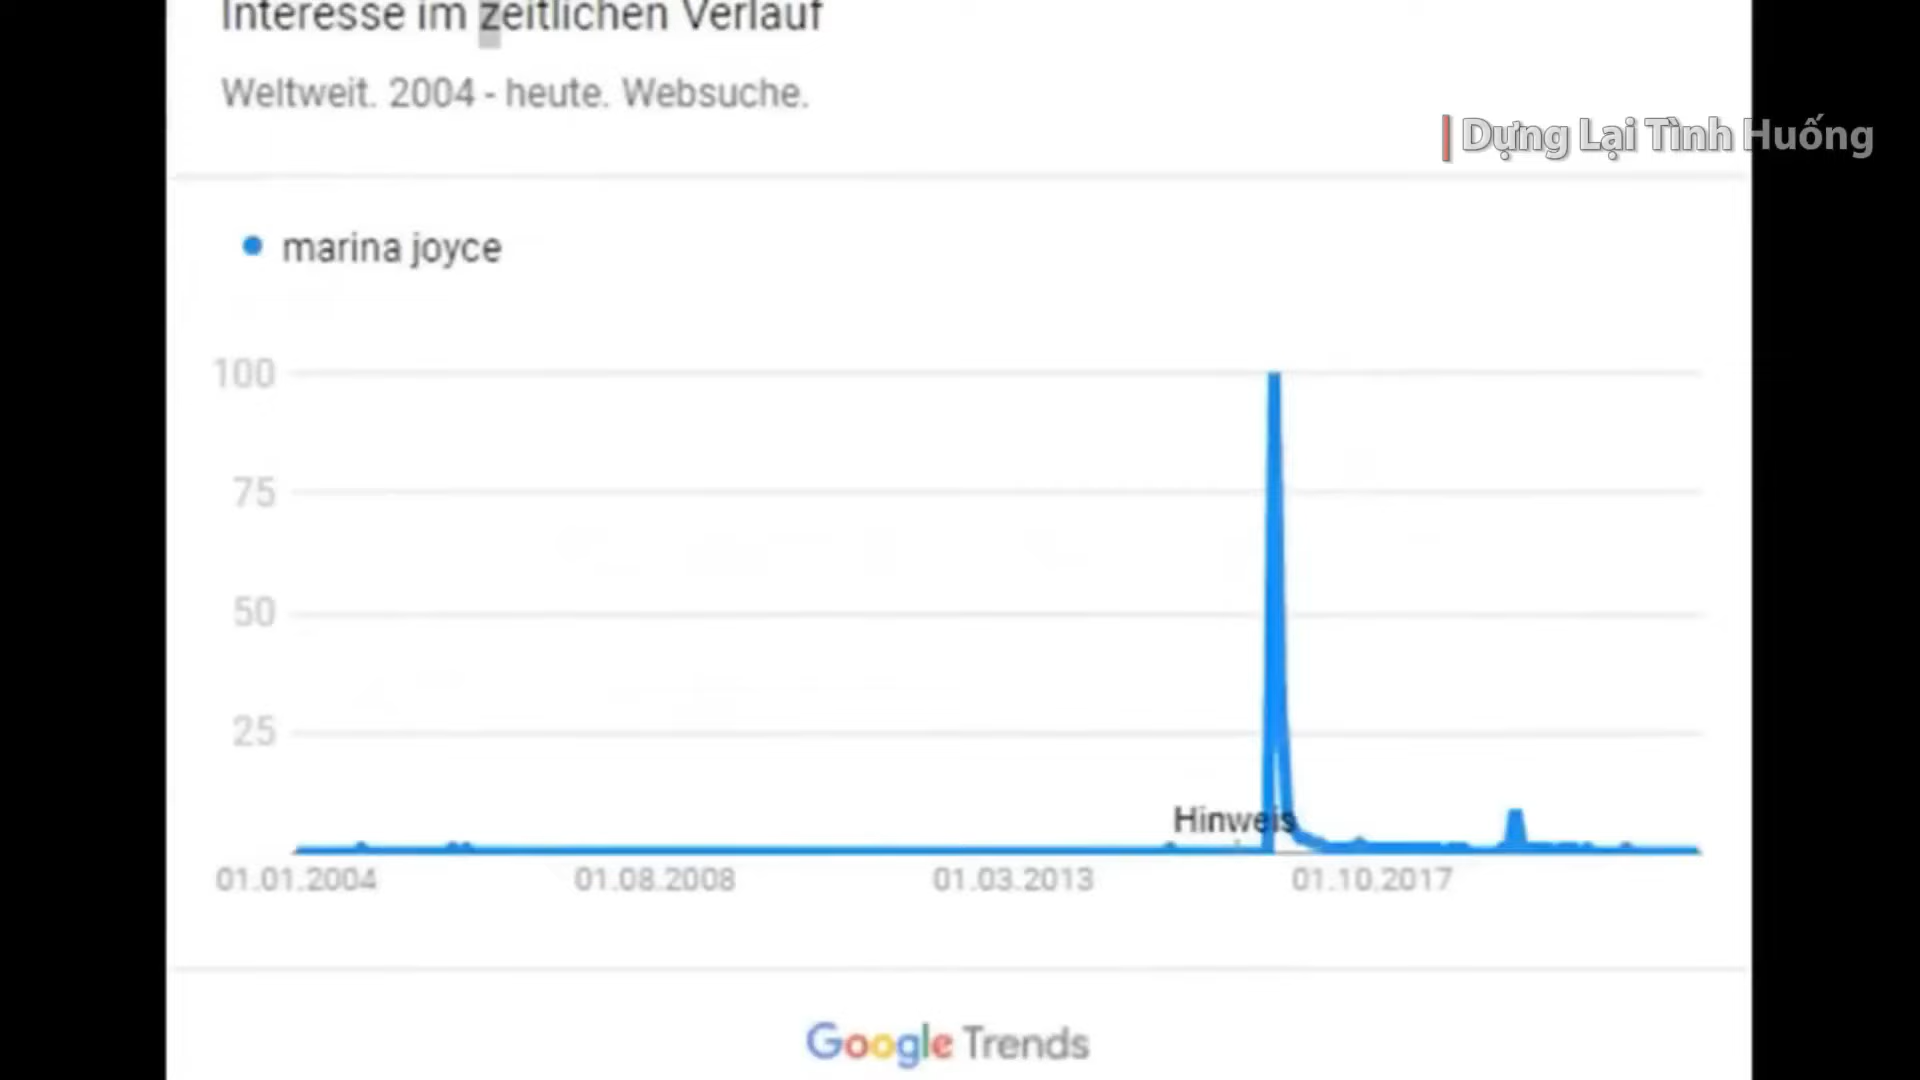 Interesse im zeitlichen Verlauf
Weltweit. 2004 - heute. Websuche.
Dựng Lại Tình Huống
marina joyce
100
75
50
25
Hinweis
01.01.2004
01.08.2008
01.03.2013
01.10.2017
Google Trends